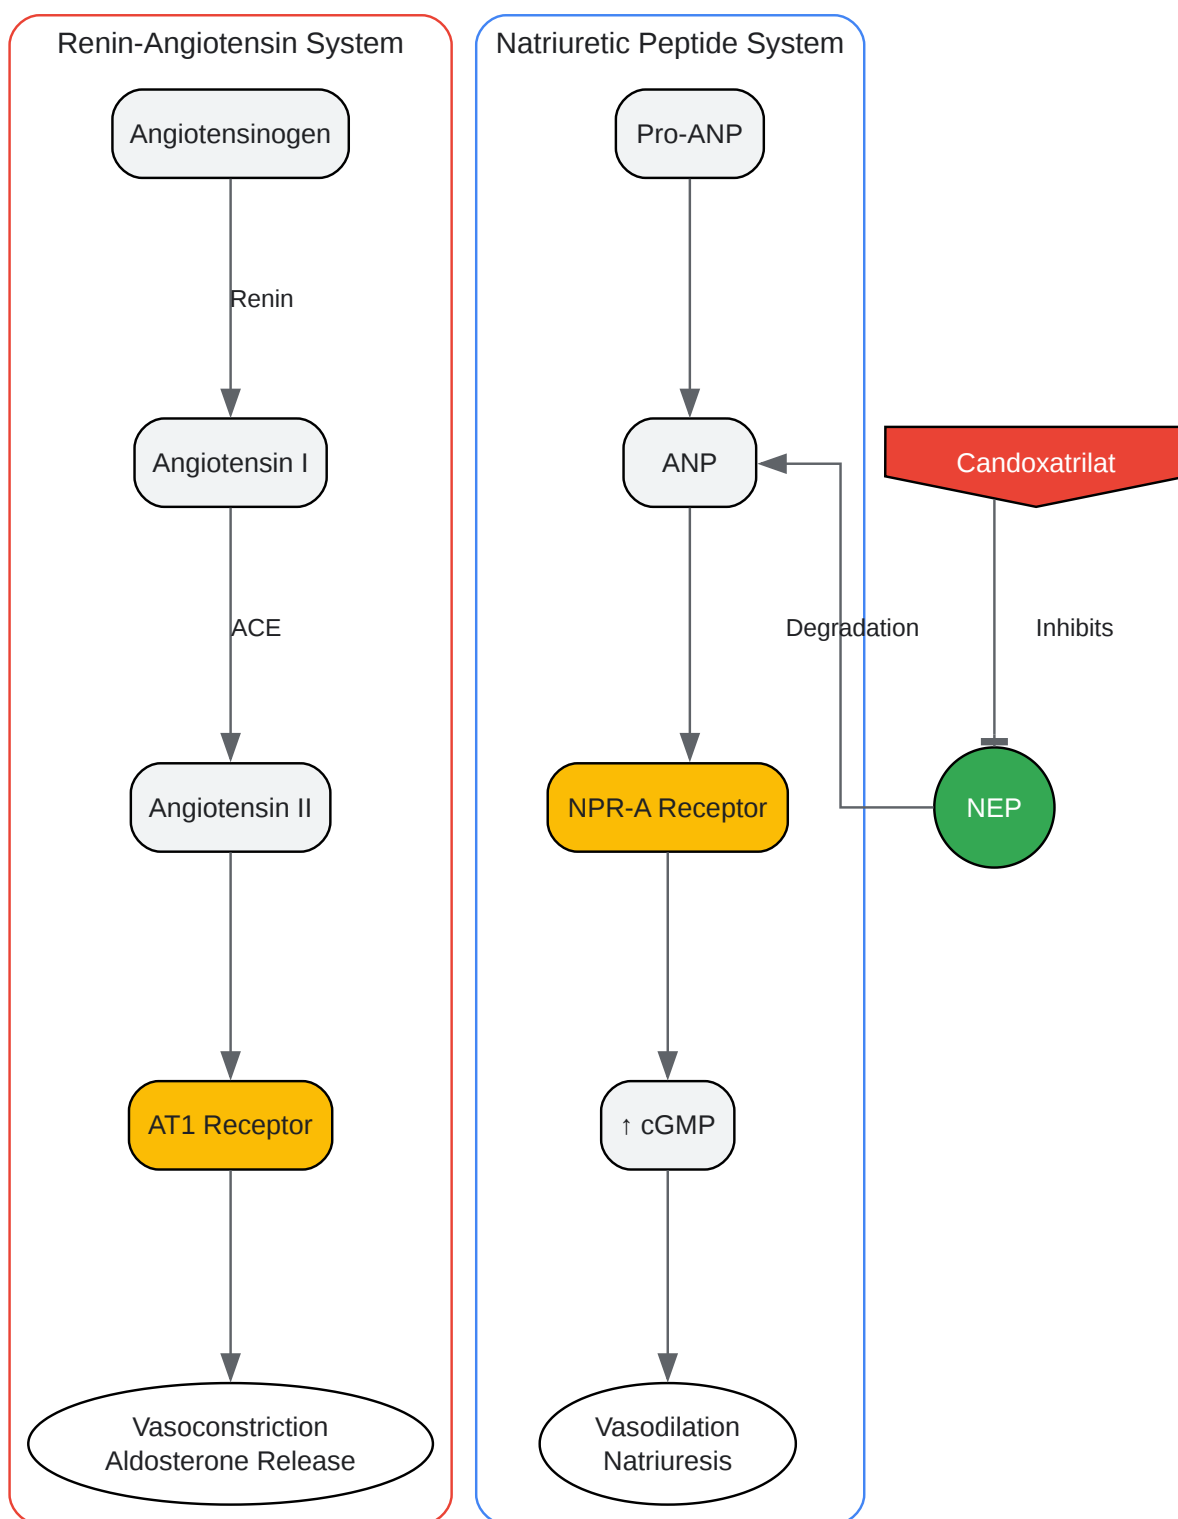 Renin-Angiotensin System
Angiotensinogen
Renin
Angiotensin I
ACE
Angiotensin II
AT1 Receptor
Vasoconstriction
Aldosterone Release
Natriuretic Peptide System
Pro-ANP
ANP
Degradation
NPR-A Receptor
↑ cGMP
Vasodilation
Natriuresis
Candoxatrilat
Inhibits
NEP